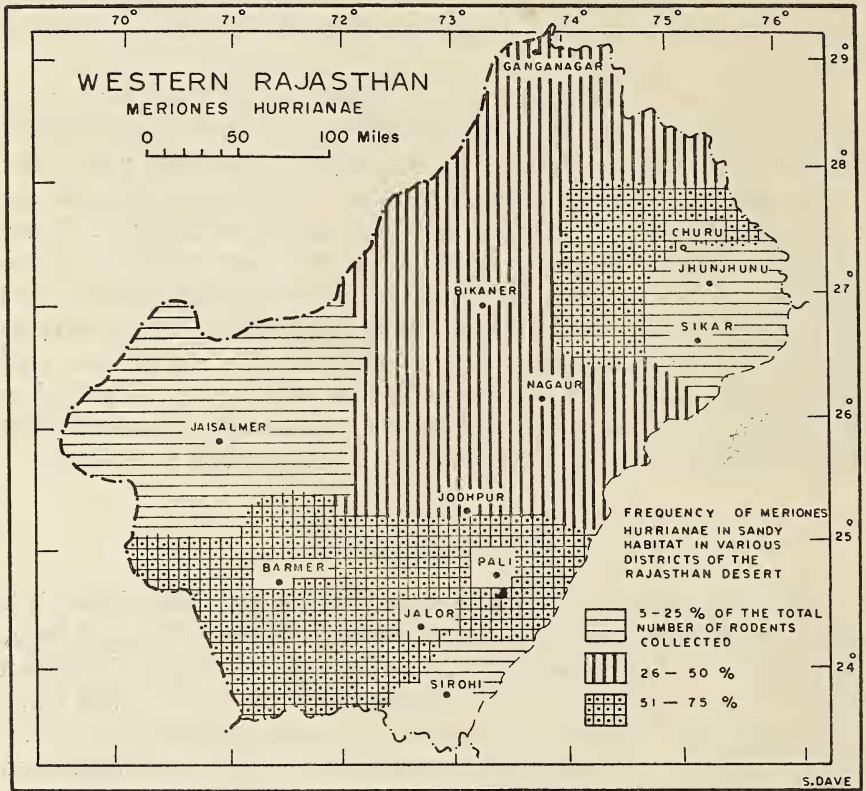 70° 71° 72° 73° 74° 75° 76°
WESTERN RAJASTHAN
MERIONES HURRIANAE
0 50 100 Miles
GANGANAGAR
29°
28°
CHURU
JHUNJHUNU
BIKANER
27°
SIKAR
NAGAUR
26°
JAISALMER
JODHPUR
FREQUENCY OF MERIONES
HURRIANAE IN SANDY
HABITAT IN VARIOUS
DISTRICTS OF THE
RAJASTHAN DESERT
25°
BARMER
PALI
JALOR
5-25 % OF THE TOTAL
NUMBER OF RODENTS
COLLECTED
24°
26 - 50 %
SIROHI
51 - 75 %
S.DAVE